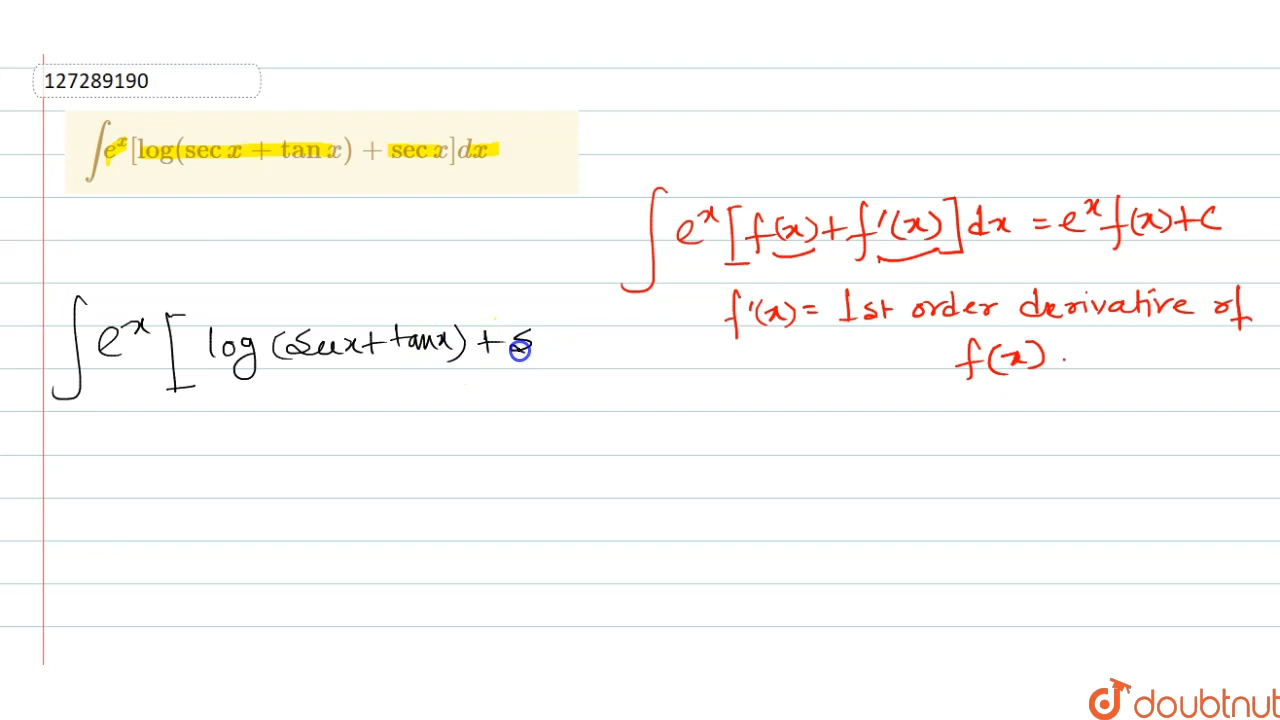 127289190
∫e^x[log(sec x + tan x) + sec x]dx
∫ e^x [f(x) + f'(x)] dx = e^x f(x) + c
f'(x) = 1st order derivative of
f(x).
∫ e^x [ log (secx + tanx) + s
doubtnut